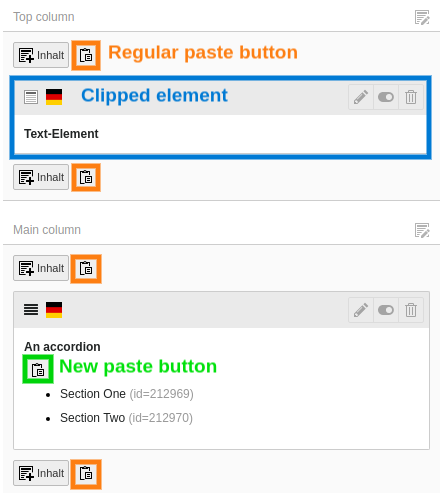 Top column
Inhalt
Regular paste button
Clipped element
Text-Element
Inhalt
Main column
Inhalt
An accordion
New paste button
Section One (id=212969)
Section Two (id=212970)
Inhalt